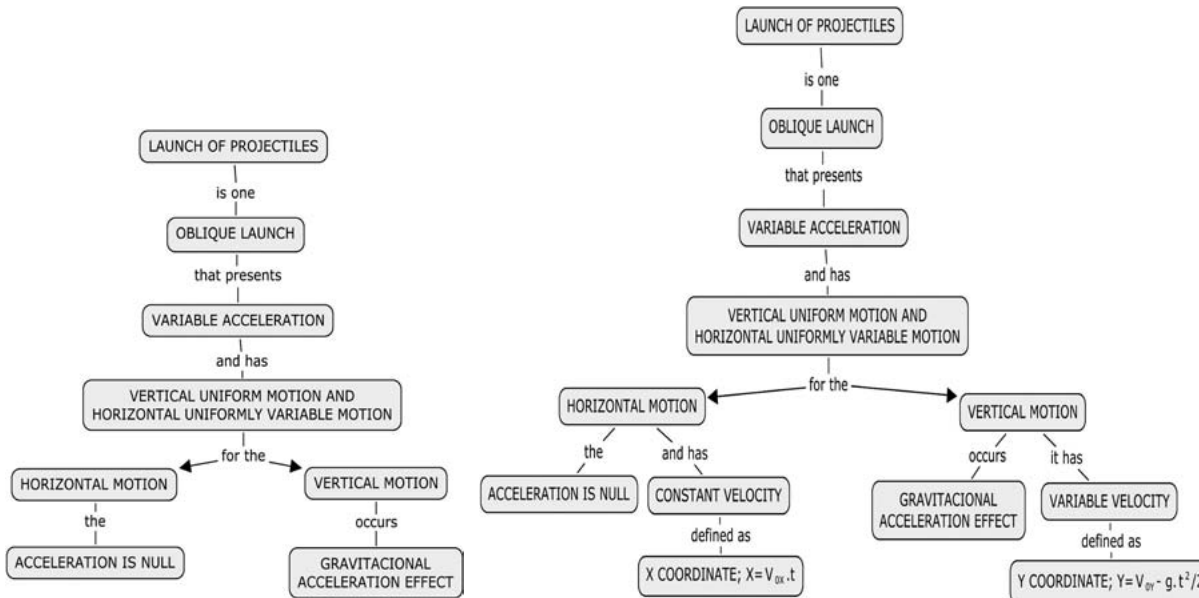 LAUNCH OF PROJECTILES
is one
OBLIQUE LAUNCH
that presents
VARIABLE ACCELERATION
and has
VERTICAL UNIFORM MOTION AND
HORIZONTAL UNIFORMLY VARIABLE MOTION
for the
HORIZONTAL MOTION
VERTICAL MOTION
the
occurs
ACCELERATION IS NULL
GRAVITACIONAL
ACCELERATION EFFECT
LAUNCH OF PROJECTILES
is one
OBLIQUE LAUNCH
that presents
VARIABLE ACCELERATION
and has
VERTICAL UNIFORM MOTION AND
HORIZONTAL UNIFORMLY VARIABLE MOTION
for the
HORIZONTAL MOTION
VERTICAL MOTION
the
and has
occurs
it has
ACCELERATION IS NULL
CONSTANT VELOCITY
GRAVITACIONAL
ACCELERATION EFFECT
VARIABLE VELOCITY
defined as
defined as
X COORDINATE; X=V₀ₓ.t
Y COORDINATE; Y=V₀Y - g.t²/2